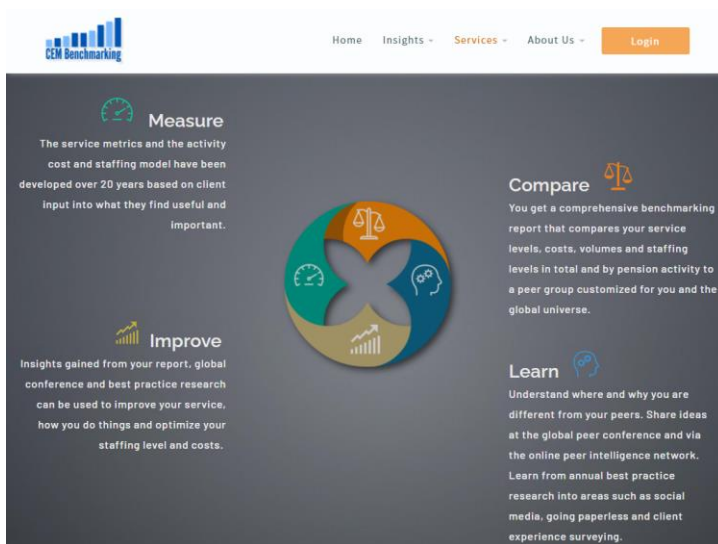 CEM Benchmarking
Home Insights Services About Us Login
Measure
The service metrics and the activity
cost and staffing model have been
developed over 20 years based on client
input into what they find useful and
important.
Compare
You get a comprehensive benchmarking
report that compares your service
levels, costs, volumes and staffing
levels in total and by pension activity to
a peer group customized for you and the
global universe.
Improve
Insights gained from your report, global
conference and best practice research
can be used to improve your service,
how you do things and optimize your
staffing level and costs.
Learn
Understand where and why you are
different from your peers. Share ideas
at the global peer conference and via
the online peer intelligence network.
Learn from annual best practice
research into areas such as social
media, going paperless and client
experience surveying.